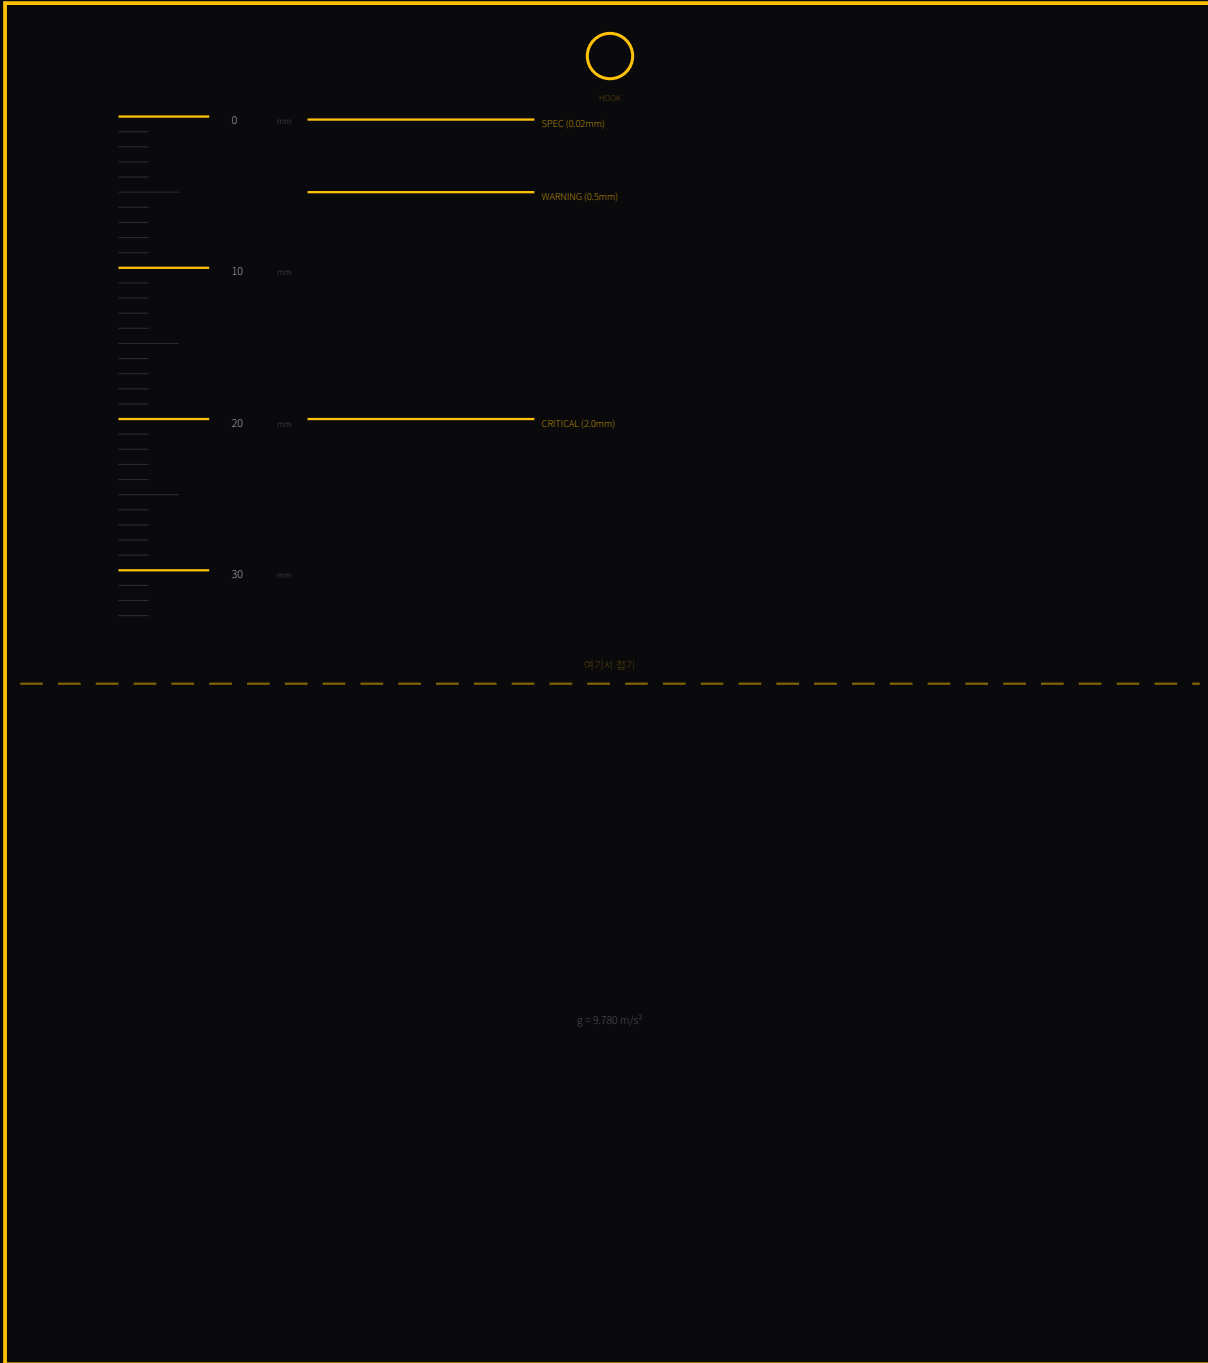 HOOK
0 mm SPEC (0.02mm)
WARNING (0.5mm)
10 mm
20 mm CRITICAL (2.0mm)
30 mm
여기서 접기
g = 9.780 m/s²